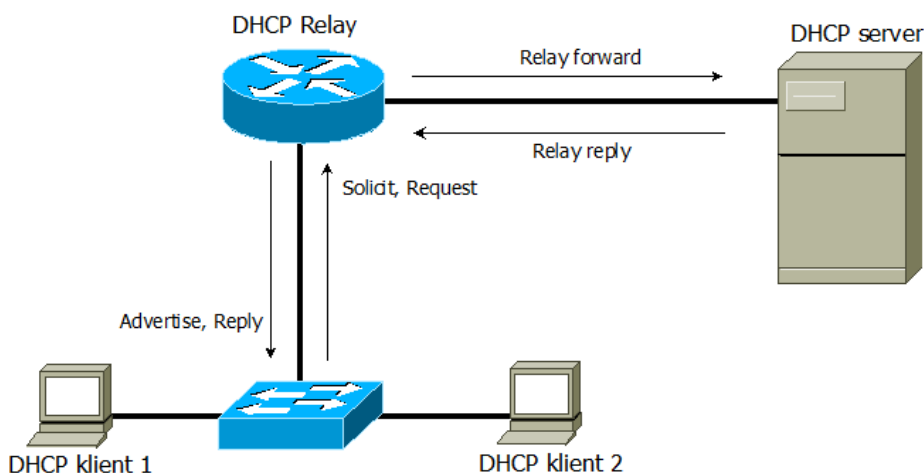 DHCP Relay
DHCP server
Relay forward
Relay reply
Solicit, Request
Advertise, Reply
DHCP klient 1
DHCP klient 2